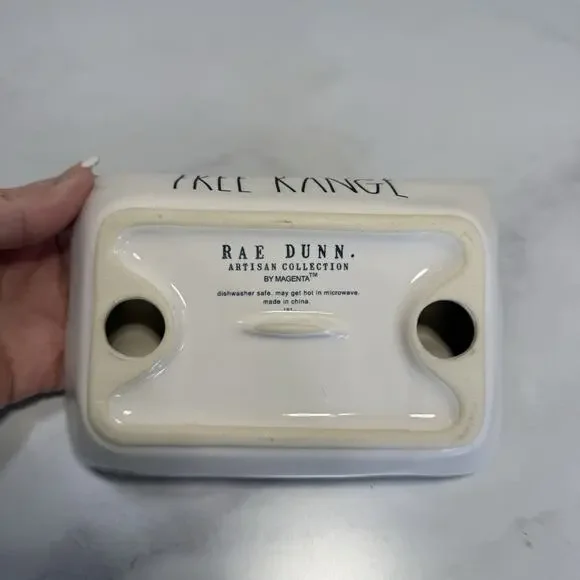 FREE RANGE
RAE DUNN.
ARTISAN COLLECTION
BY MAGENTA™
dishwasher safe. may get hot in microwave.
made in china.